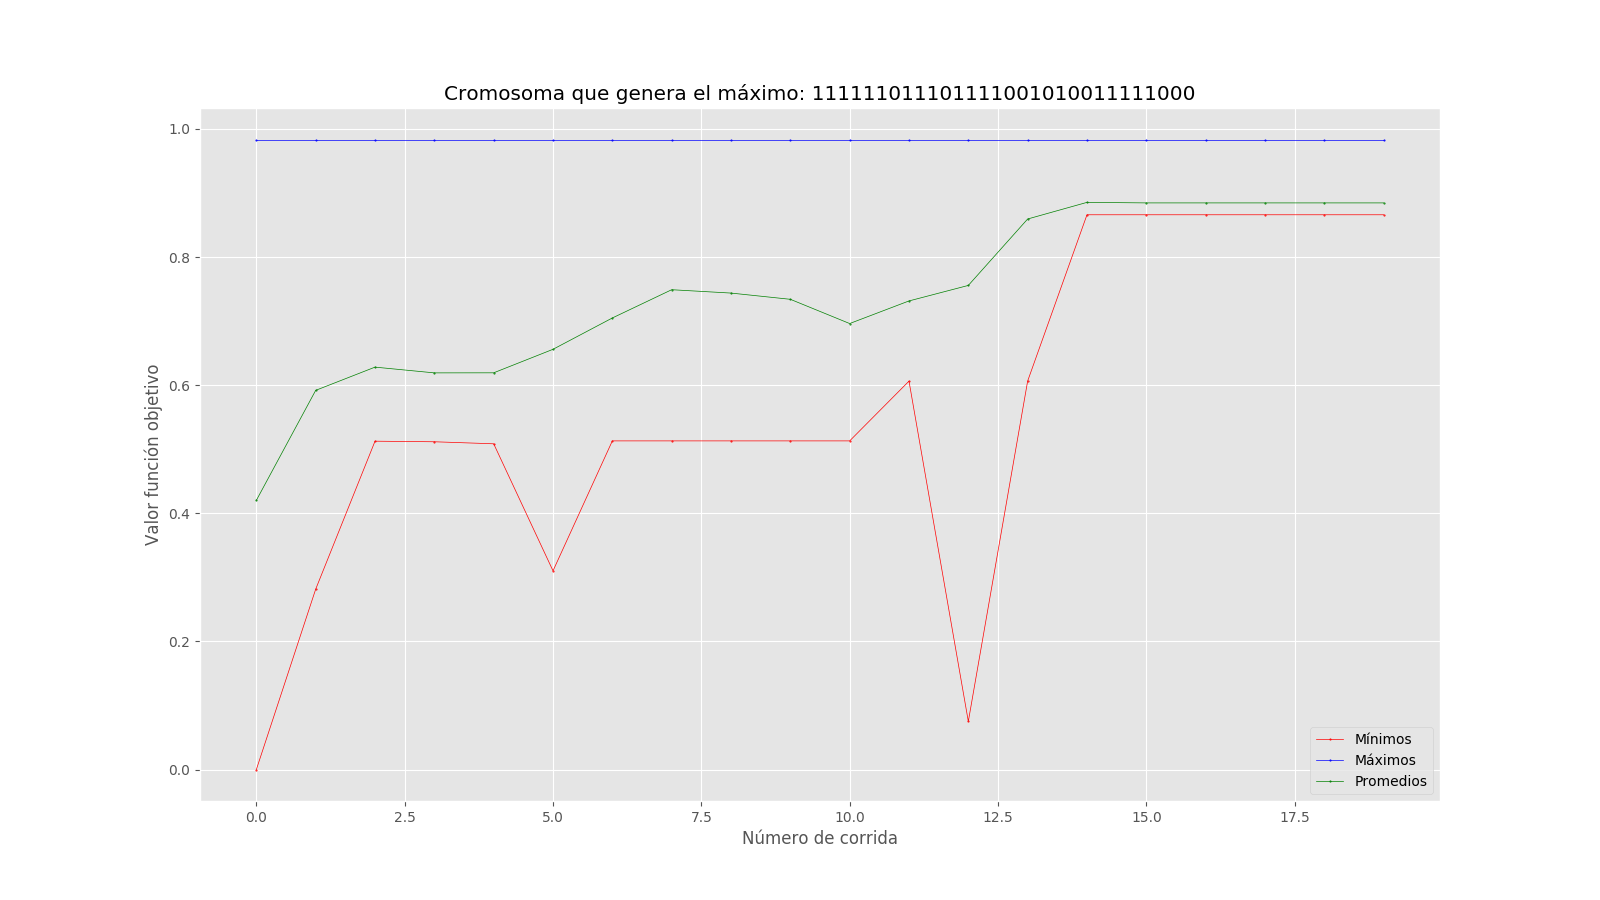 Cromosoma que genera el máximo: 111111011101111001010011111000
Valor función objetivo
1.0
0.8
0.6
0.4
0.2
0.0
0.0 2.5 5.0 7.5 10.0 12.5 15.0 17.5
Número de corrida
Mínimos
Máximos
Promedios